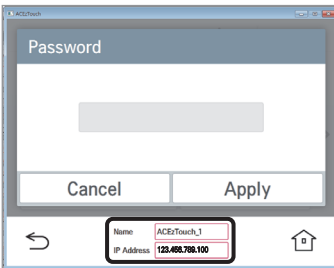 ACEzTouch
Password
Cancel Apply
Name ACEzTouch_1
IP Address 123.456.789.100